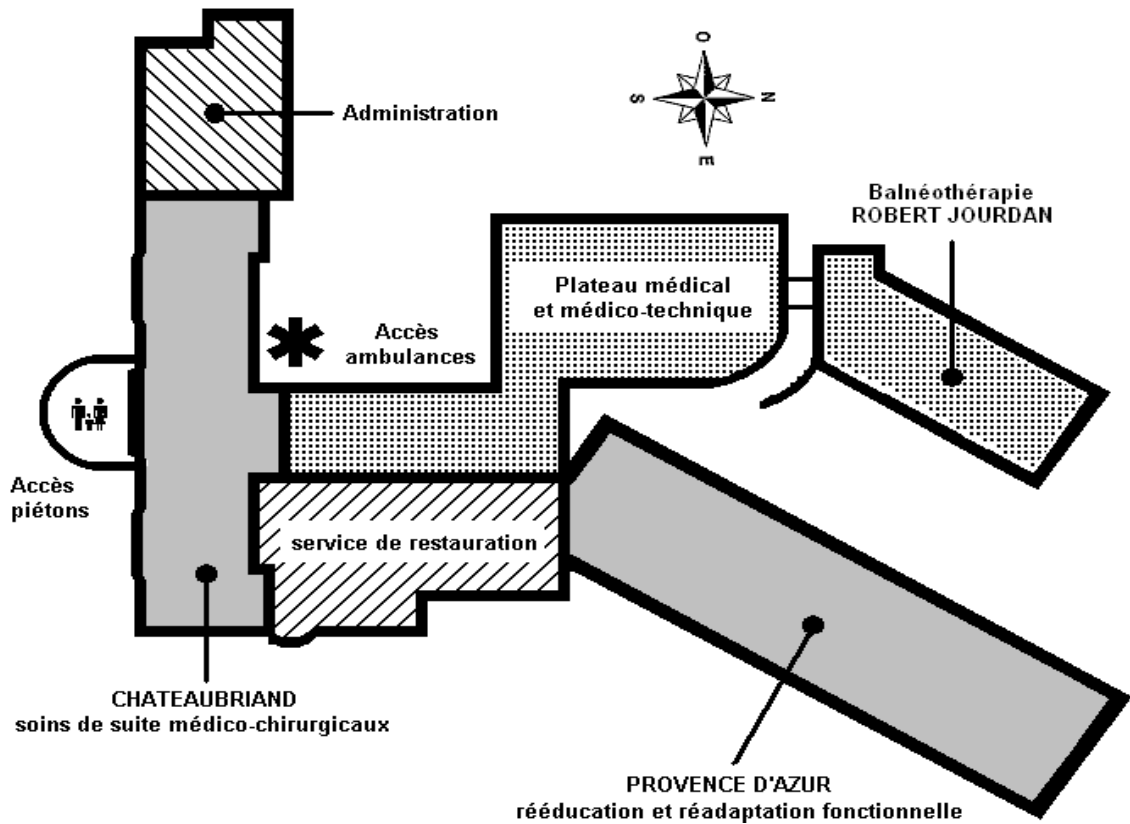 O
S
N
E
Administration
Balnéothérapie
ROBERT JOURDAN
Plateau médical
et médico-technique
Accès
ambulances
Accès
piétons
service de restauration
CHATEAUBRIAND
soins de suite médico-chirurgicaux
PROVENCE D'AZUR
rééducation et réadaptation fonctionnelle